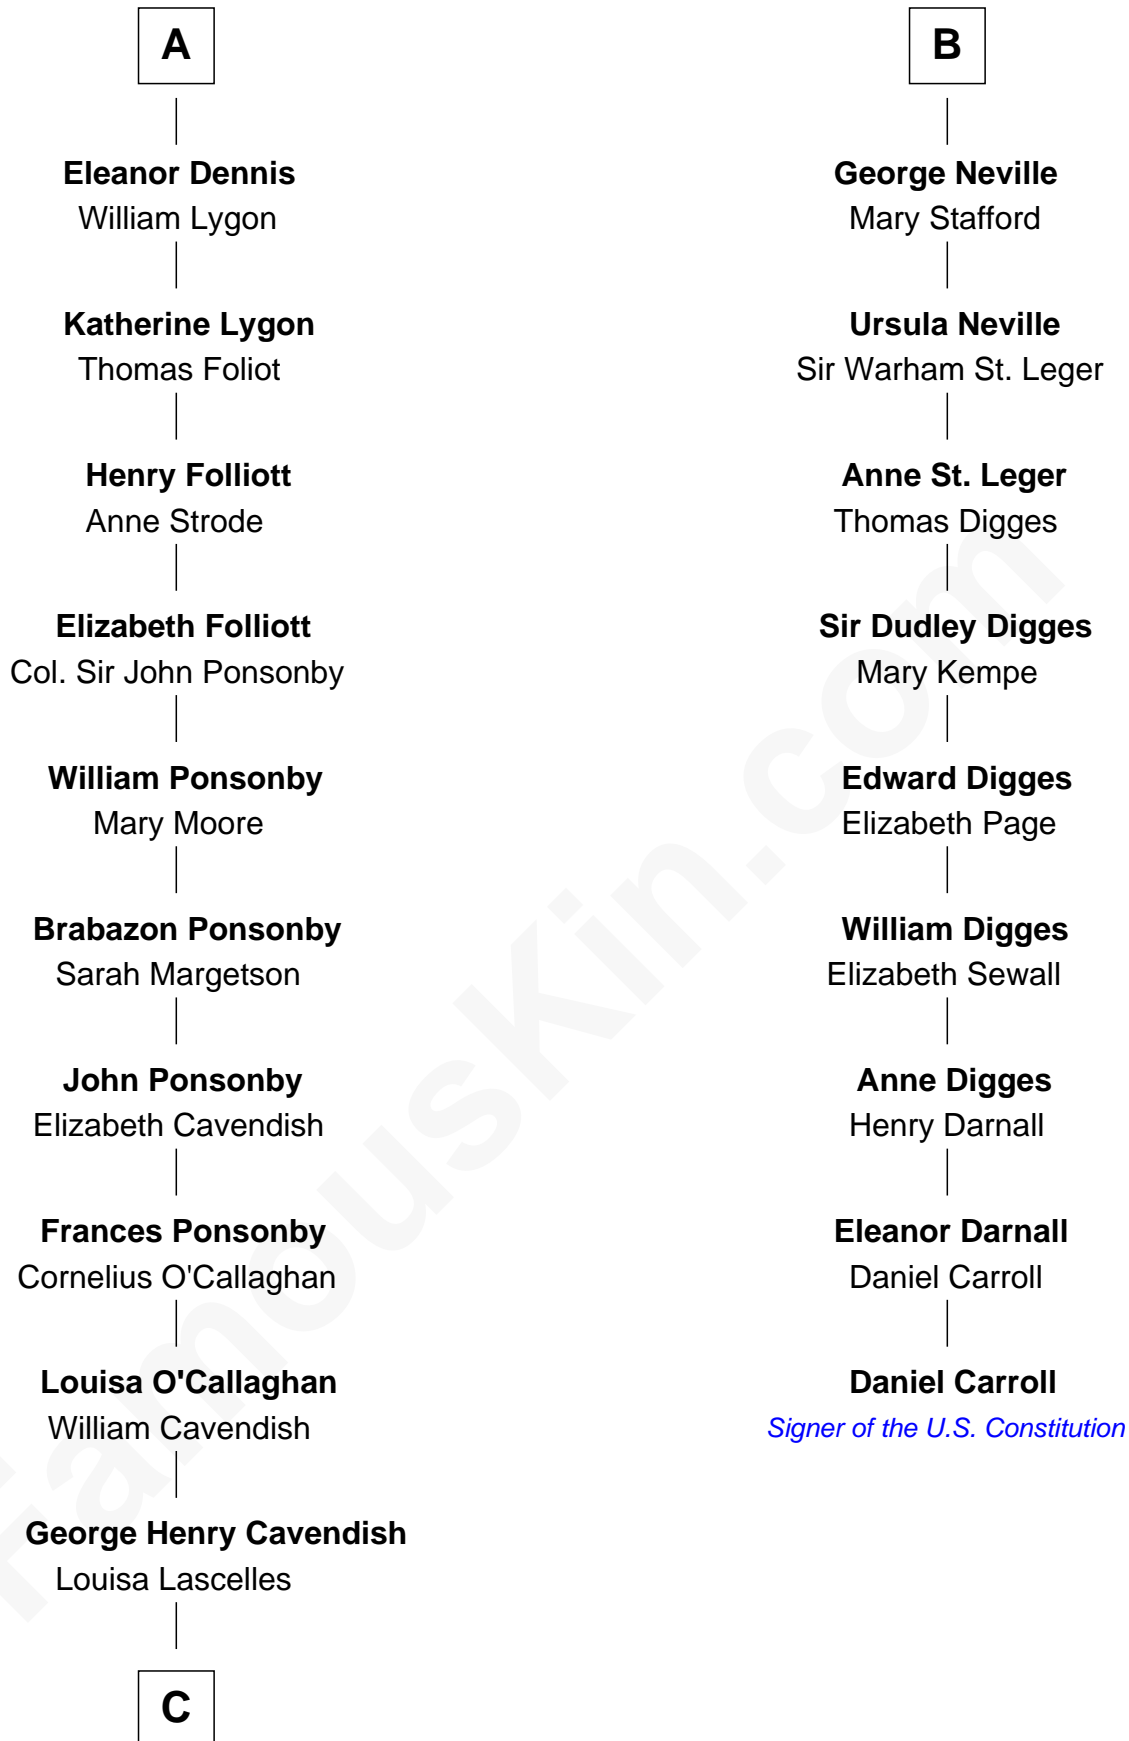 A
Eleanor Dennis
William Lygon
Katherine Lygon
Thomas Foliot
Henry Folliott
Anne Strode
Elizabeth Folliott
Col. Sir John Ponsonby
William Ponsonby
Mary Moore
Brabazon Ponsonby
Sarah Margetson
John Ponsonby
Elizabeth Cavendish
Frances Ponsonby
Cornelius O'Callaghan
Louisa O'Callaghan
William Cavendish
George Henry Cavendish
Louisa Lascelles
C
B
George Neville
Mary Stafford
Ursula Neville
Sir Warham St. Leger
Anne St. Leger
Thomas Digges
Sir Dudley Digges
Mary Kempe
Edward Digges
Elizabeth Page
William Digges
Elizabeth Sewall
Anne Digges
Henry Darnall
Eleanor Darnall
Daniel Carroll
Daniel Carroll
Signer of the U.S. Constitution
FamousKin.com